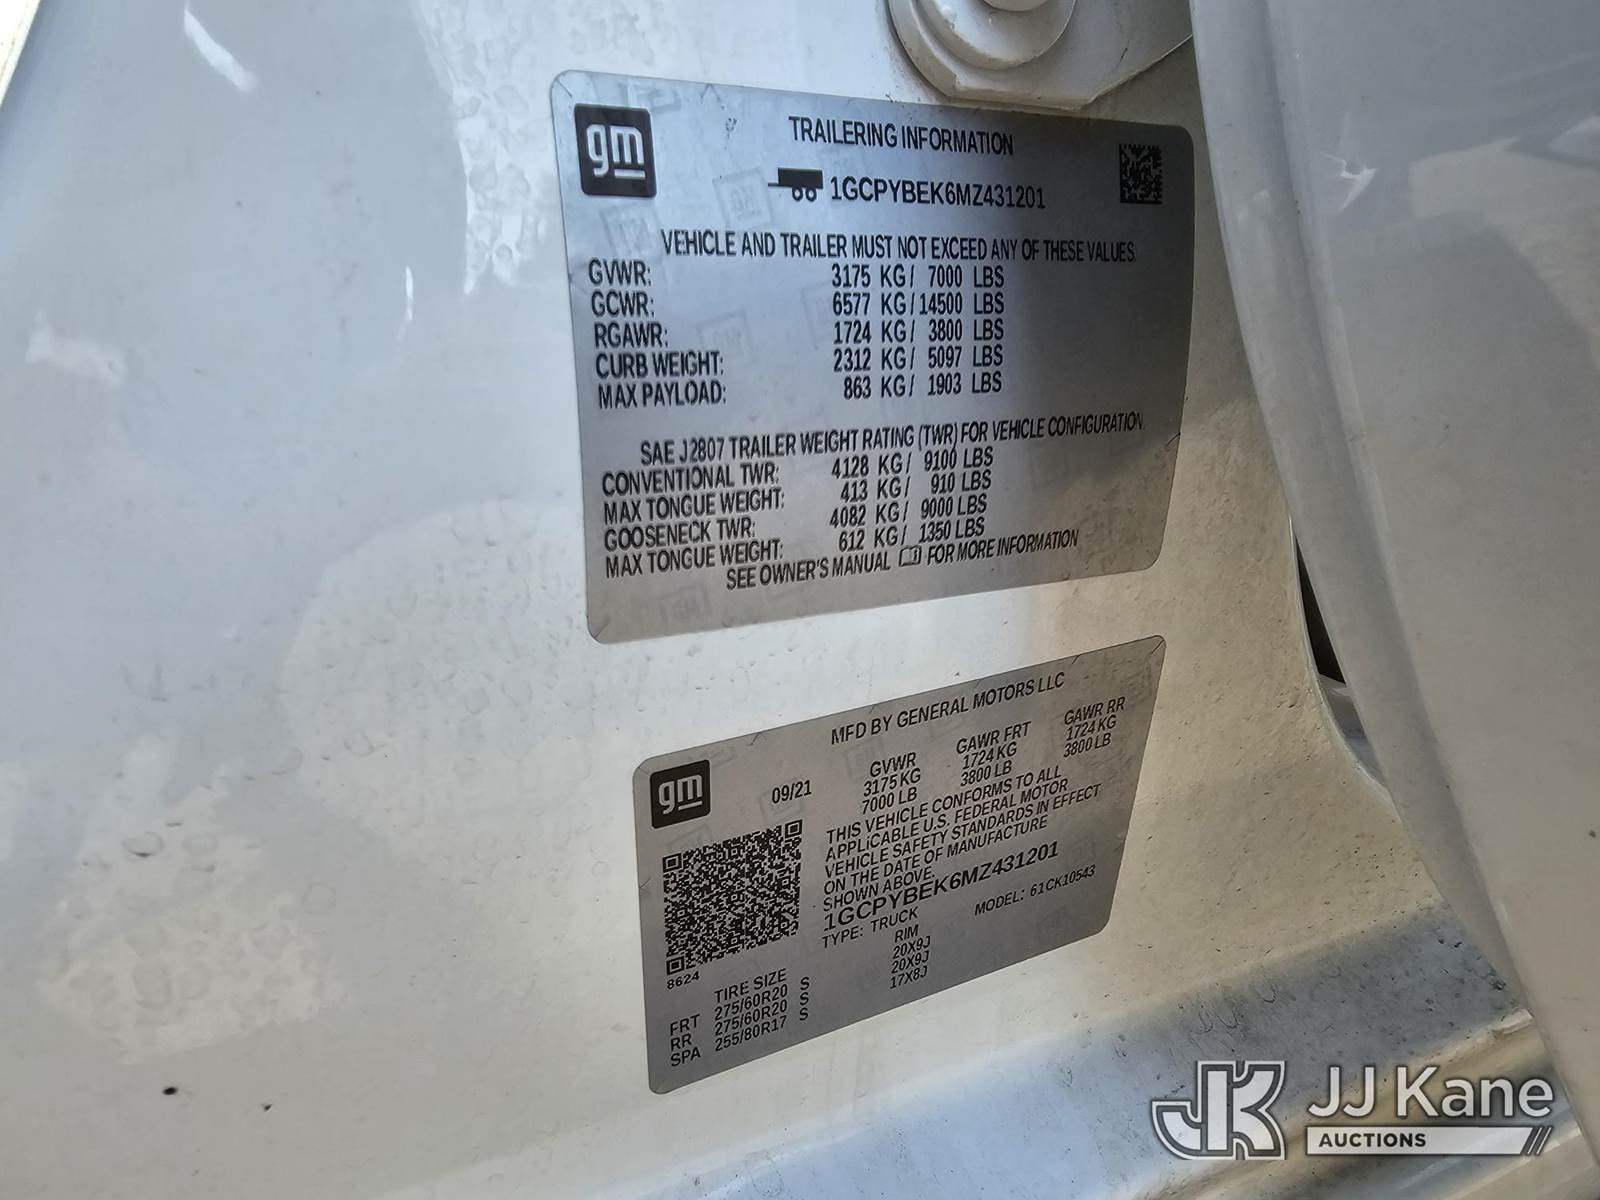 gm
TRAILERING INFORMATION
1GCPYBEK6MZ431201
VEHICLE AND TRAILER MUST NOT EXCEED ANY OF THESE VALUES.
GVWR: 3175 KG/ 7000 LBS
GCWR: 6577 KG/14500 LBS
RGAWR: 1724 KG/ 3800 LBS
CURB WEIGHT: 2312 KG/ 5097 LBS
MAX PAYLOAD: 863 KG/ 1903 LBS
SAE J2807 TRAILER WEIGHT RATING (TWR) FOR VEHICLE CONFIGURATION
CONVENTIONAL TWR: 4128 KG/ 9100 LBS
MAX TONGUE WEIGHT: 413 KG/ 910 LBS
GOOSENECK TWR: 4082 KG/ 9000 LBS
MAX TONGUE WEIGHT: 612 KG/ 1350 LBS
SEE OWNER'S MANUAL FOR MORE INFORMATION
gm
MFD BY GENERAL MOTORS LLC
09/21
GVWR GAWR FRT GAWR RR
3175 KG 1724 KG 1724 KG
7000 LB 3800 LB 3800 LB
THIS VEHICLE CONFORMS TO ALL
APPLICABLE U.S. FEDERAL MOTOR
VEHICLE SAFETY STANDARDS IN EFFECT
ON THE DATE OF MANUFACTURE
SHOWN ABOVE.
1GCPYBEK6MZ431201
TYPE: TRUCK MODEL: 61CK10543
8624
TIRE SIZE RIM
FRT 275/60R20 S 20X9J
RR 275/60R20 S 20X9J
SPA 255/80R17 S 17X8J
JK JJ Kane
AUCTIONS